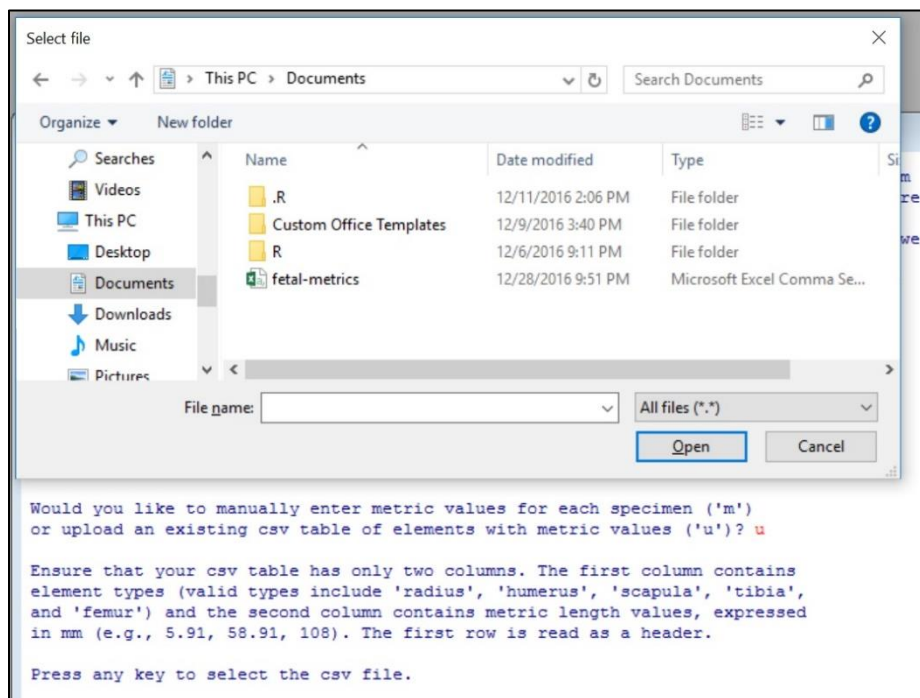 Select file
This PC > Documents
Search Documents
Organize
New folder
Searches
Videos
This PC
Desktop
Documents
Downloads
Music
Pictures
Name Date modified Type Si
.R 12/11/2016 2:06 PM File folder
Custom Office Templates 12/9/2016 3:40 PM File folder
R 12/6/2016 9:11 PM File folder
fetal-metrics 12/28/2016 9:51 PM Microsoft Excel Comma Se...
m
re
we
File name:
All files (*.*)
Open Cancel
Would you like to manually enter metric values for each specimen ('m')
or upload an existing csv table of elements with metric values ('u')? u
Ensure that your csv table has only two columns. The first column contains
element types (valid types include 'radius', 'humerus', 'scapula', 'tibia',
and 'femur') and the second column contains metric length values, expressed
in mm (e.g., 5.91, 58.91, 108). The first row is read as a header.
Press any key to select the csv file.